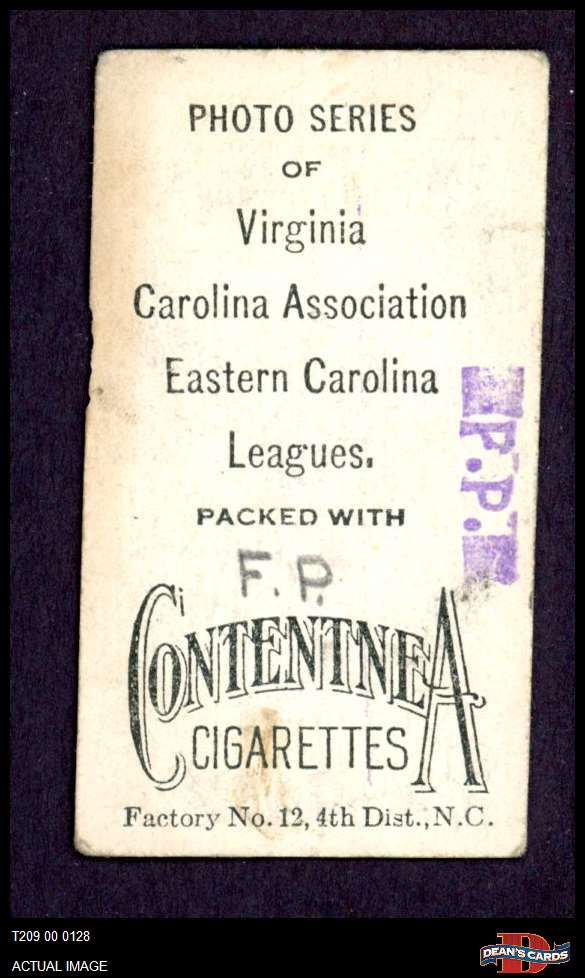 PHOTO SERIES
OF
Virginia
Carolina Association
Eastern Carolina
Leagues.
PACKED WITH
F. P.
CONTENTNEA
CIGARETTES
Factory No. 12, 4th Dist., N.C.
P.P.
T209 00 0128
ACTUAL IMAGE
DEAN'S CARDS